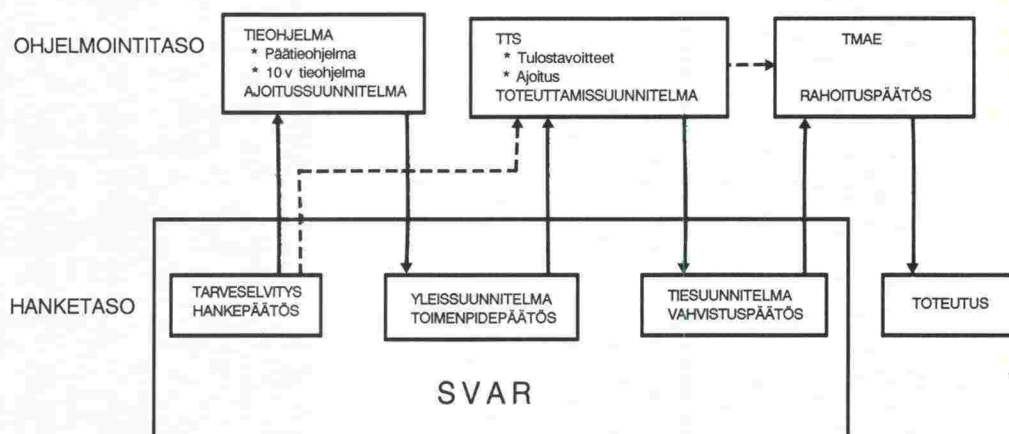 OHJELMOINTITASO
TIEOHJELMA
* Päätieohjelma
* 10 v tieohjelma
AJOITUSSUUNNITELMA
TTS
* Tulostavoitteet
* Ajoitus
TOTEUTTAMISSUUNNITELMA
TMAE
RAHOITUSPÄÄTÖS
HANKETASO
TARVESELVITYS
HANKEPÄÄTÖS
YLEISSUUNNITELMA
TOIMENPIDEPÄÄTÖS
TIESUUNNITELMA
VAHVISTUSPÄÄTÖS
TOTEUTUS
SVAR